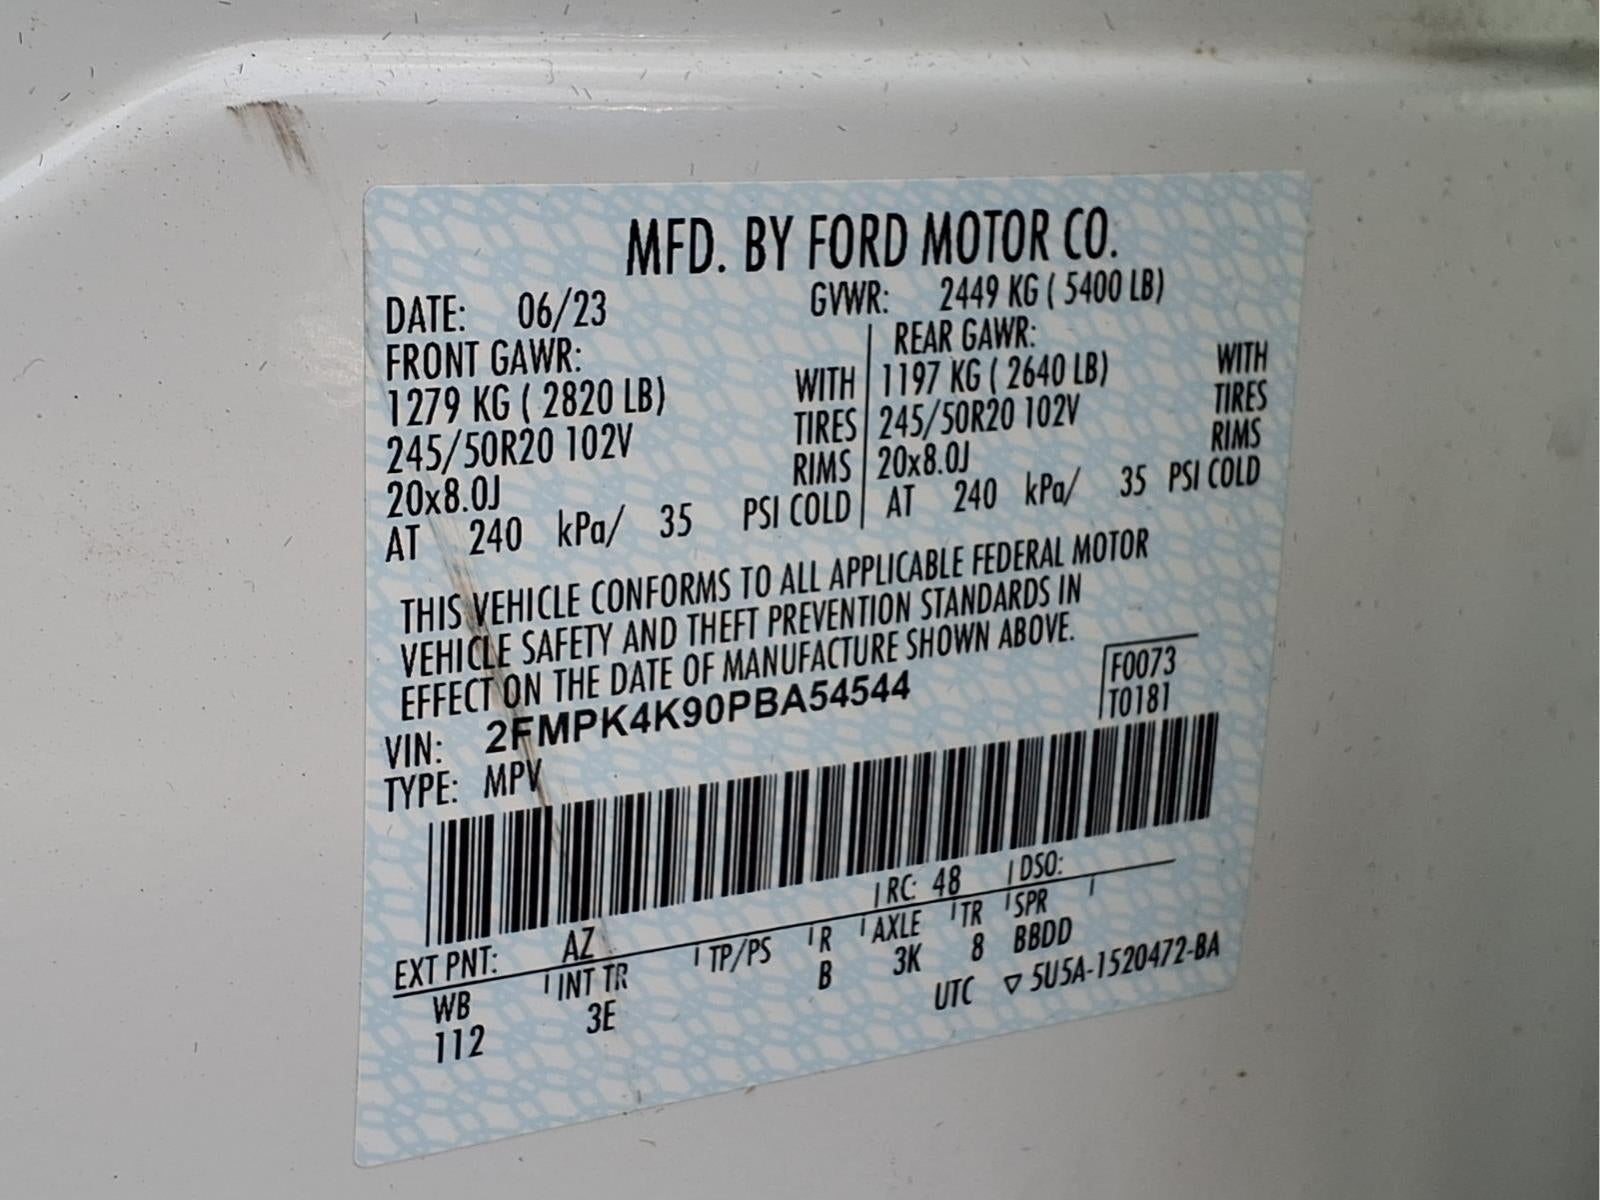 MFD. BY FORD MOTOR CO.
DATE: 06/23 GVWR: 2449 KG ( 5400 LB)
FRONT GAWR: REAR GAWR:
1279 KG ( 2820 LB) WITH 1197 KG ( 2640 LB) WITH
245/50R20 102V TIRES 245/50R20 102V TIRES
20x8.0J RIMS 20x8.0J RIMS
AT 240 kPa/ 35 PSI COLD AT 240 kPa/ 35 PSI COLD
THIS VEHICLE CONFORMS TO ALL APPLICABLE FEDERAL MOTOR
VEHICLE SAFETY AND THEFT PREVENTION STANDARDS IN
EFFECT ON THE DATE OF MANUFACTURE SHOWN ABOVE.
VIN: 2FMPK4K90PBA54544 F0073
TYPE: MPV T0181
EXT PNT: AZ RC: 48 DSO:
WB INT TR TP/PS R AXLE TR SPR
112 3E B 3K 8 BBDD
UTC ▽ 5U5A-1520472-BA